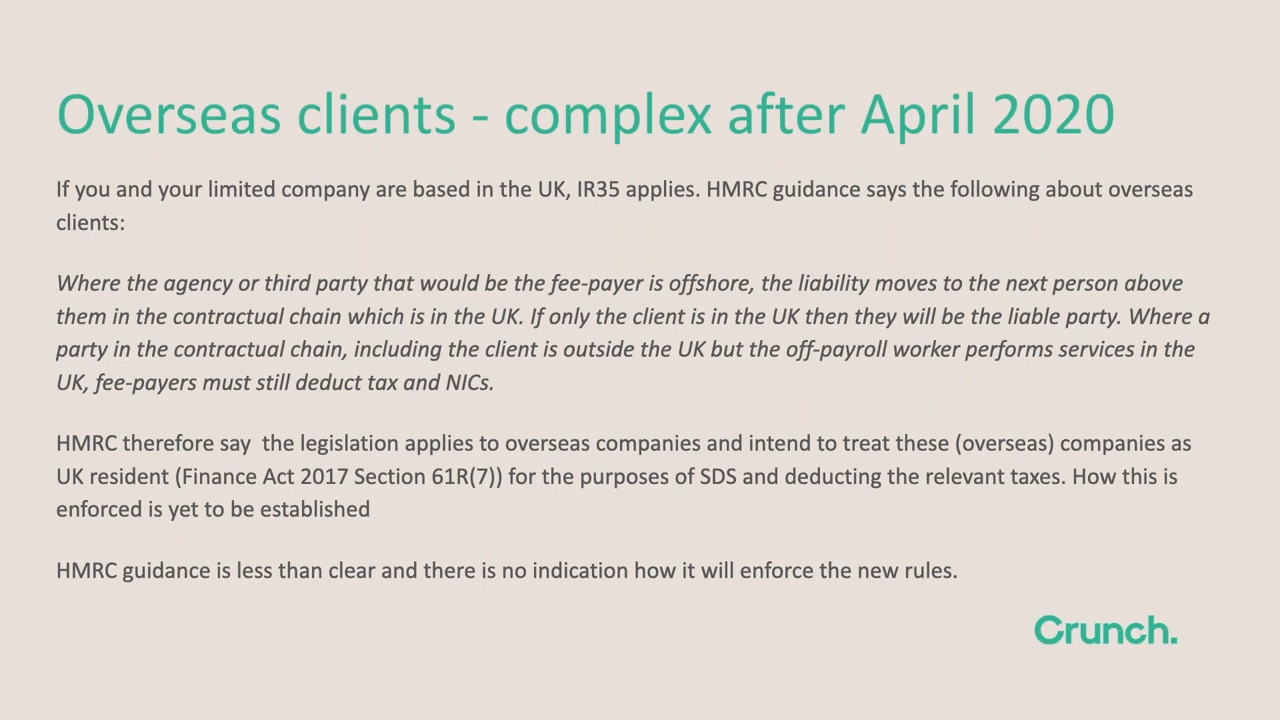 Overseas clients - complex after April 2020
If you and your limited company are based in the UK, IR35 applies. HMRC guidance says the following about overseas
clients:
Where the agency or third party that would be the fee-payer is offshore, the liability moves to the next person above
them in the contractual chain which is in the UK. If only the client is in the UK then they will be the liable party. Where a
party in the contractual chain, including the client is outside the UK but the off-payroll worker performs services in the
UK, fee-payers must still deduct tax and NICs.
HMRC therefore say  the legislation applies to overseas companies and intend to treat these (overseas) companies as
UK resident (Finance Act 2017 Section 61R(7)) for the purposes of SDS and deducting the relevant taxes. How this is
enforced is yet to be established
HMRC guidance is less than clear and there is no indication how it will enforce the new rules.
Crunch.